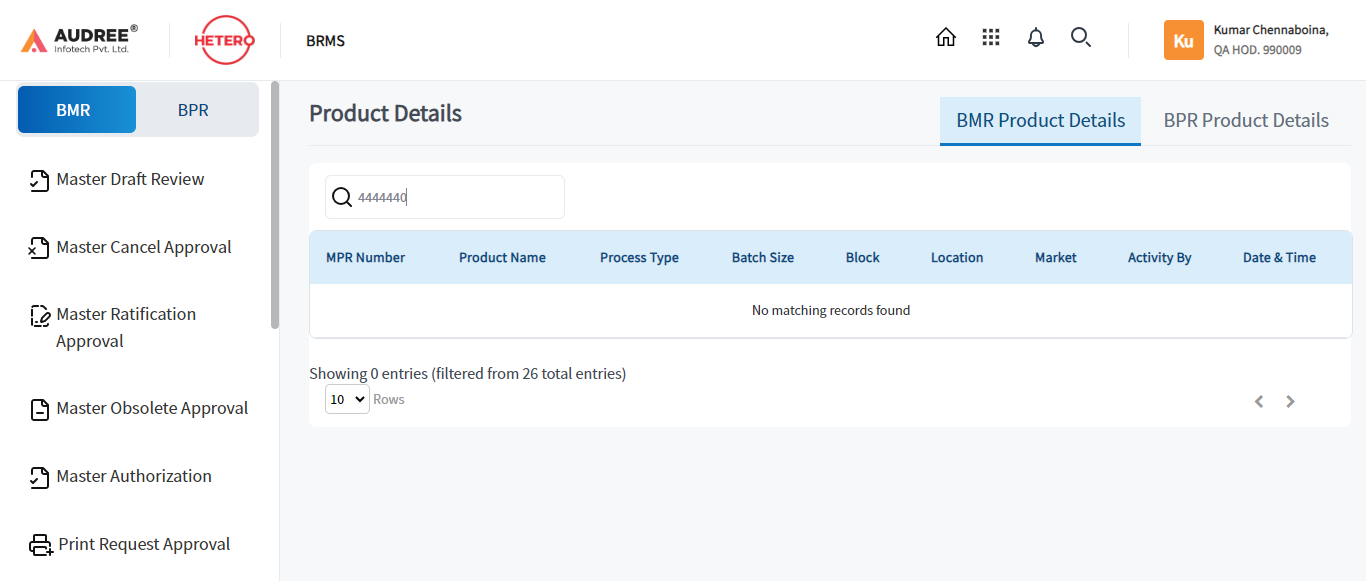 AUDREE®
Infotech Pvt. Ltd.
HETERO
BRMS
Ku
Kumar Chennaboina,
QA HOD. 990009
BMR
BPR
Master Draft Review
Master Cancel Approval
Master Ratification
Approval
Master Obsolete Approval
Master Authorization
Print Request Approval
Product Details
BMR Product Details
BPR Product Details
4444440
MPR Number Product Name Process Type Batch Size Block Location Market Activity By Date & Time
No matching records found
Showing 0 entries (filtered from 26 total entries)
10 Rows